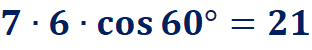 7 · 6 · cos 60° = 21